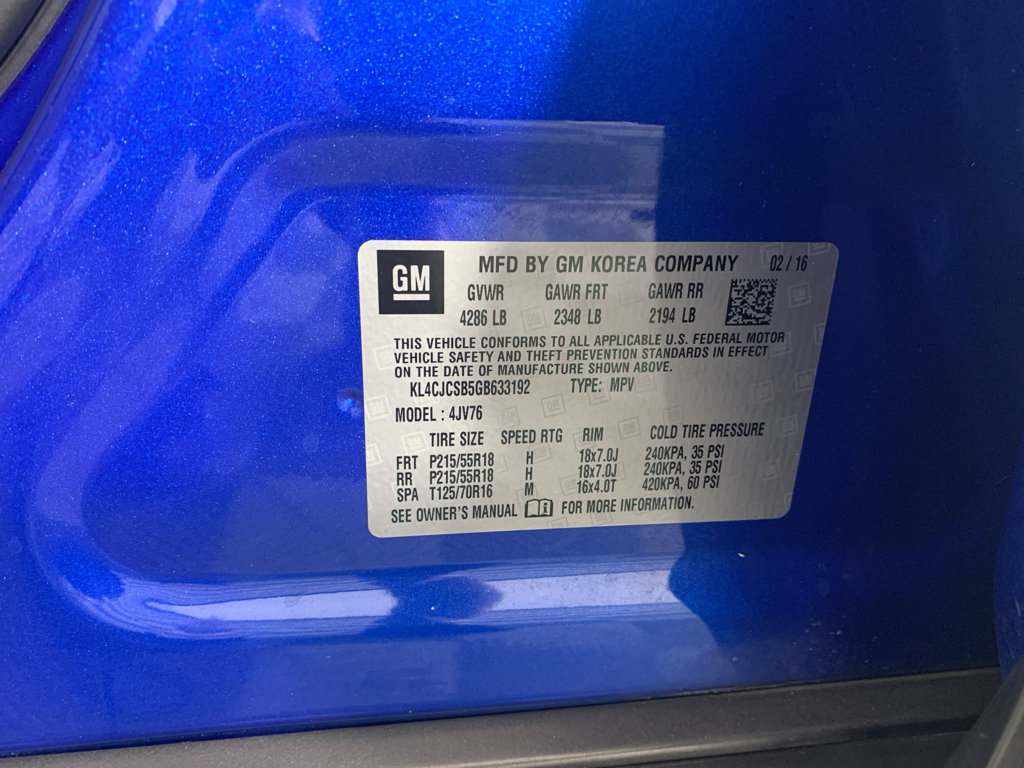 GM
MFD BY GM KOREA COMPANY 02 / 16
GVWR GAWR FRT GAWR RR
4286 LB 2348 LB 2194 LB
THIS VEHICLE CONFORMS TO ALL APPLICABLE U.S. FEDERAL MOTOR
VEHICLE SAFETY AND THEFT PREVENTION STANDARDS IN EFFECT
ON THE DATE OF MANUFACTURE SHOWN ABOVE.
KL4CJCSB5GB633192 TYPE: MPV
MODEL : 4JV76
TIRE SIZE SPEED RTG RIM COLD TIRE PRESSURE
FRT P215/55R18 H 18x7.0J 240KPA, 35 PSI
RR P215/55R18 H 18x7.0J 240KPA, 35 PSI
SPA T125/70R16 M 16x4.0T 420KPA, 60 PSI
SEE OWNER'S MANUAL i FOR MORE INFORMATION.